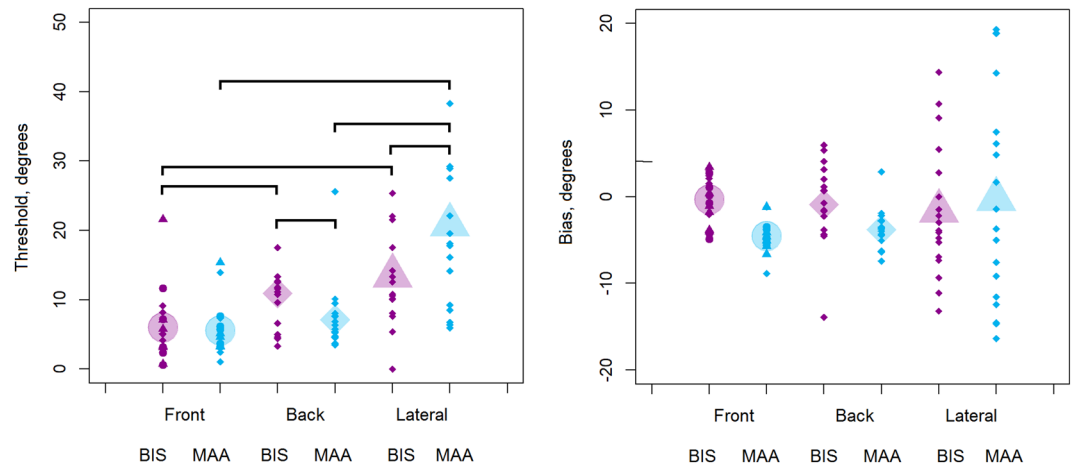 Threshold, degrees
50
40
30
20
10
0
Front Back Lateral
BIS MAA BIS MAA BIS MAA
Bias, degrees
20
10
0
-10
-20
Front Back Lateral
BIS MAA BIS MAA BIS MAA